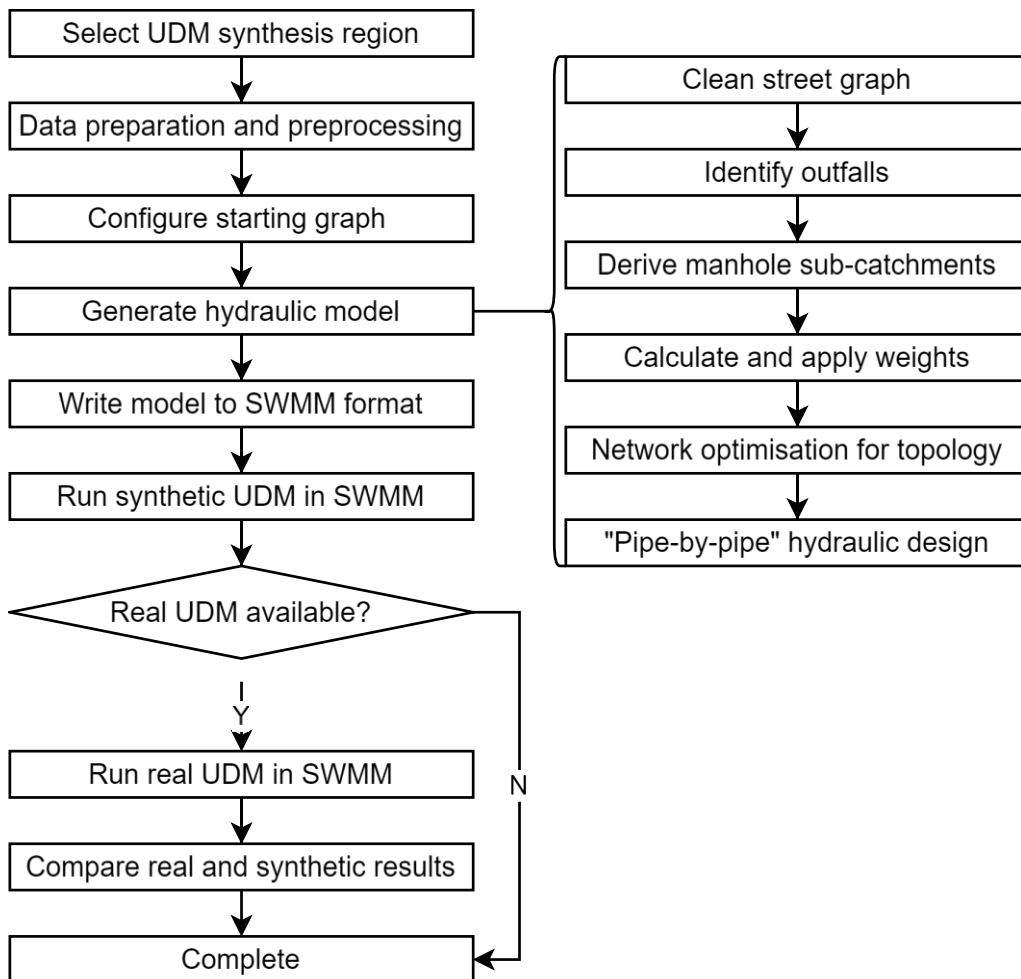 Select UDM synthesis region
Data preparation and preprocessing
Configure starting graph
Generate hydraulic model
Write model to SWMM format
Run synthetic UDM in SWMM
Real UDM available?
Y
N
Run real UDM in SWMM
Compare real and synthetic results
Complete
Clean street graph
Identify outfalls
Derive manhole sub-catchments
Calculate and apply weights
Network optimisation for topology
"Pipe-by-pipe" hydraulic design